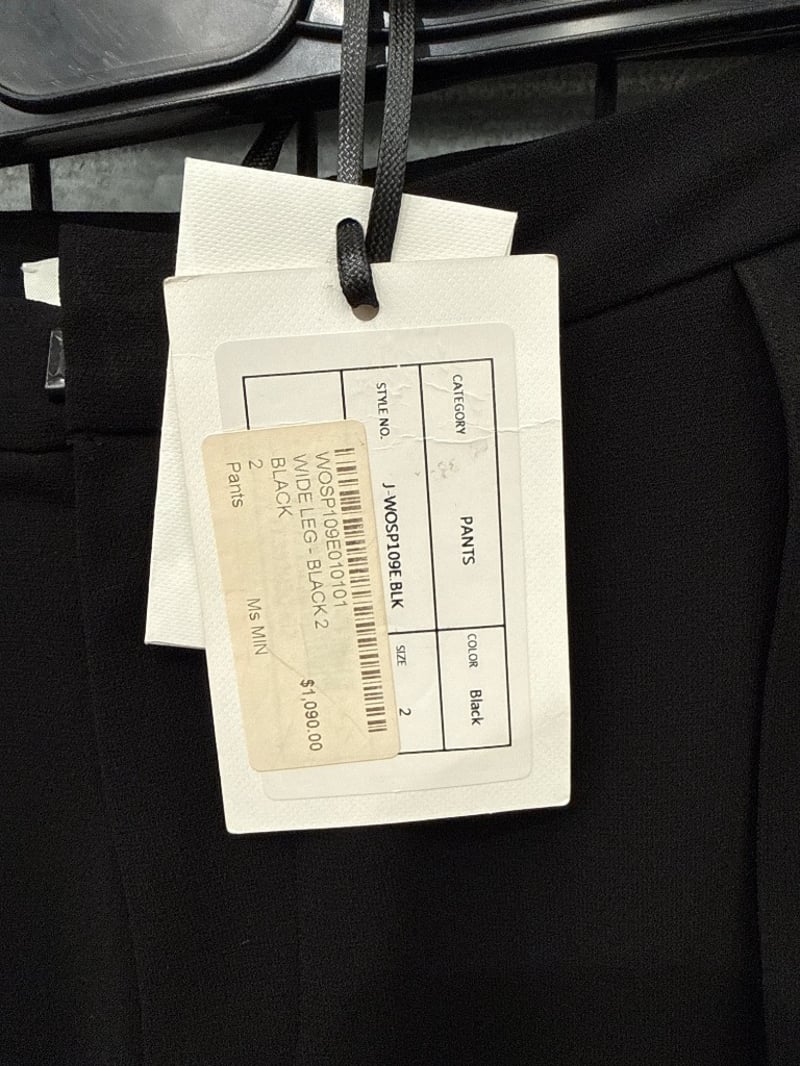 CATEGORY PANTS COLOR Black
STYLE NO. J-WOSP109E.BLK SIZE 2
WOSP109E010101
WIDE LEG - BLACK 2
BLACK $1,090.00
2
Pants Ms MIN